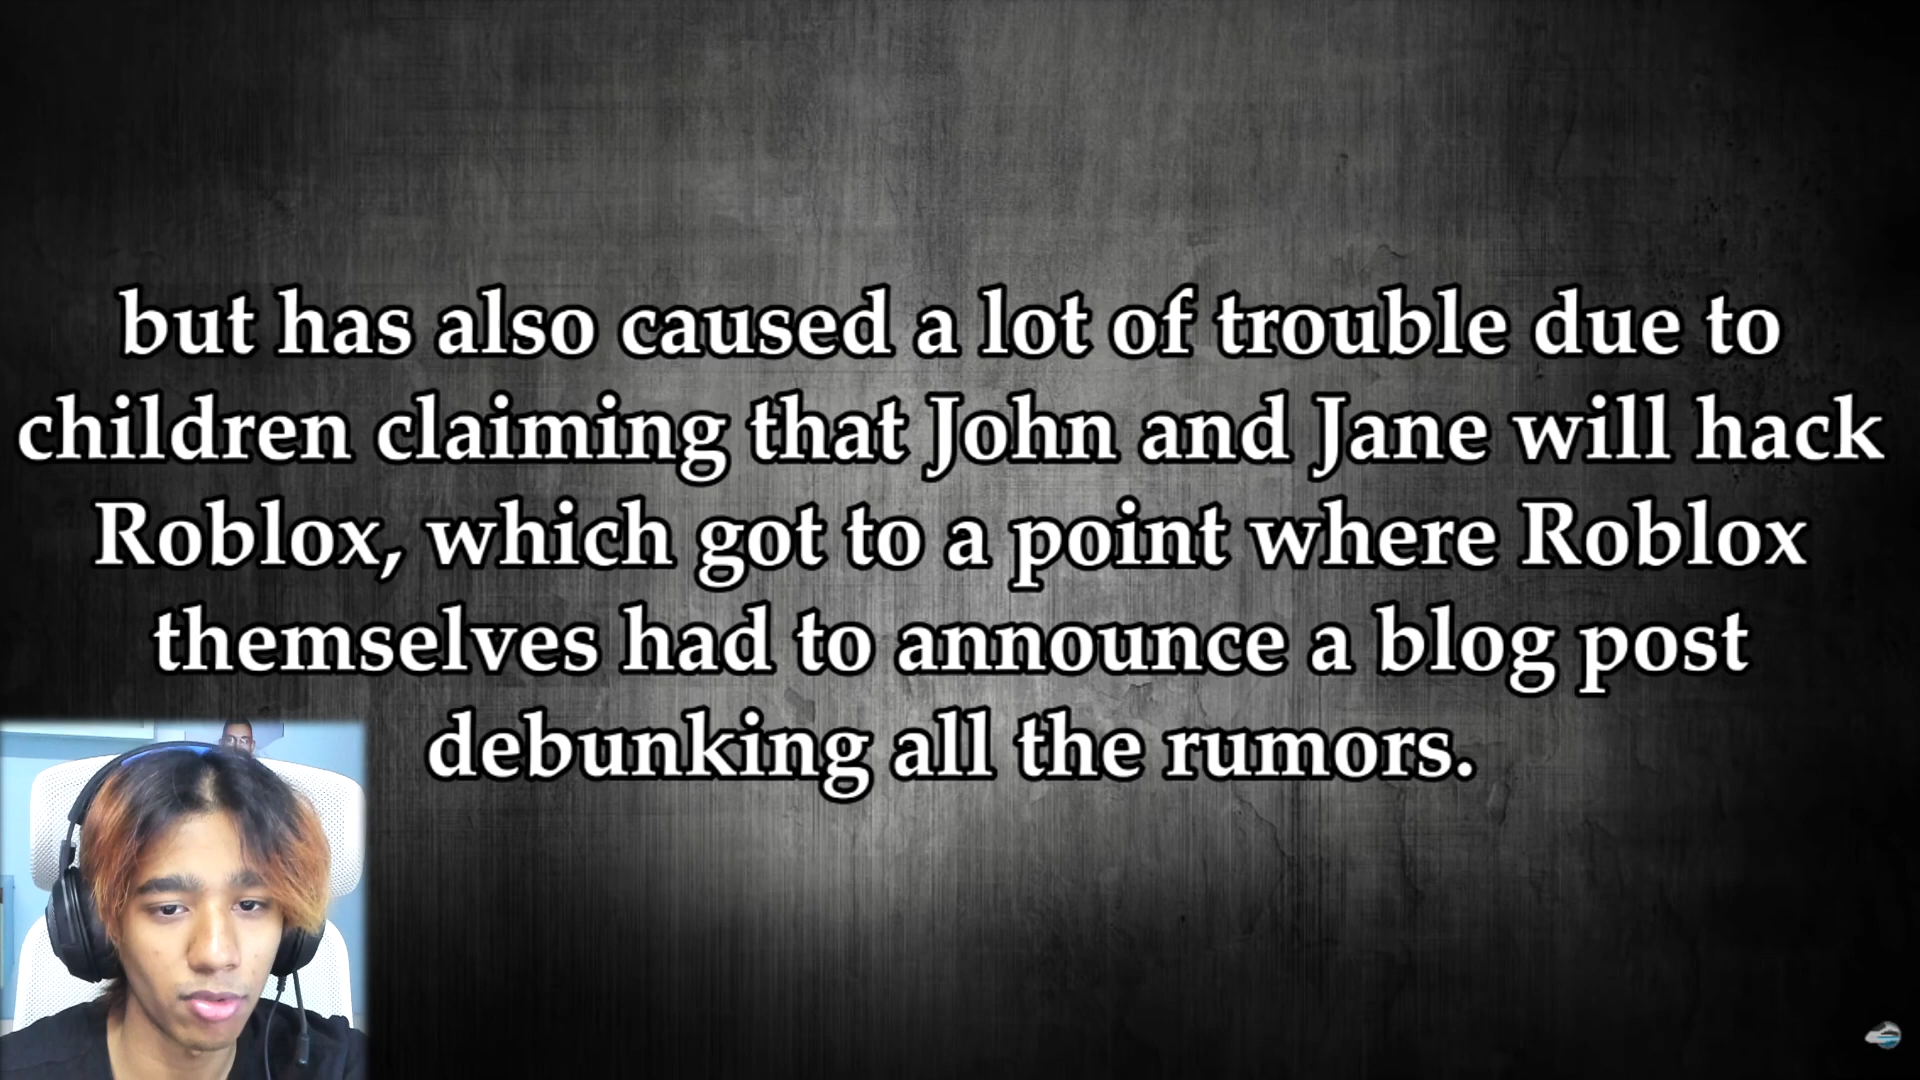 but has also caused a lot of trouble due to
children claiming that John and Jane will hack
Roblox, which got to a point where Roblox
themselves had to announce a blog post
debunking all the rumors.